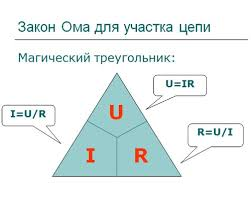 Закон Ома для участка цепи
Магический треугольник:
U=IR
I=U/R
U
R=U/I
I R